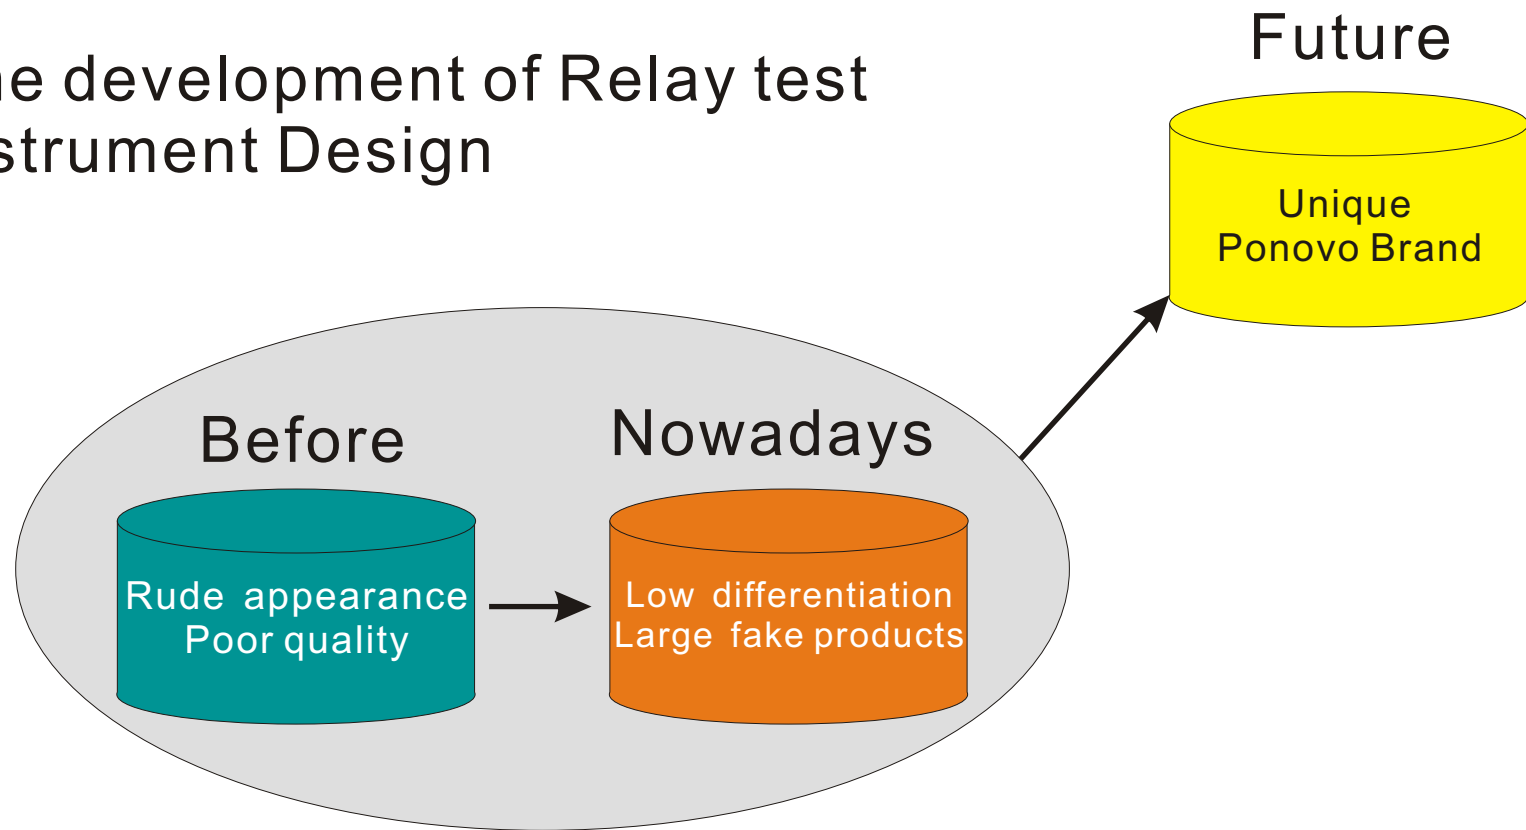 Future
he development of Relay test
strument Design
Unique
Ponovo Brand
Before
Nowadays
Rude appearance
Poor quality
Low differentiation
Large fake products